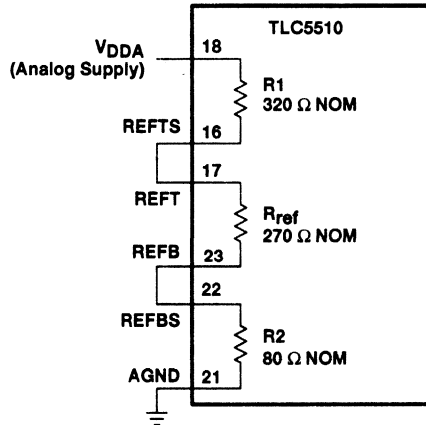 TLC5510
VDDA
(Analog Supply)
18
R1
320 Ω NOM
REFTS
16
17
REFT
Rref
270 Ω NOM
REFB
23
22
REFBS
R2
80 Ω NOM
AGND
21